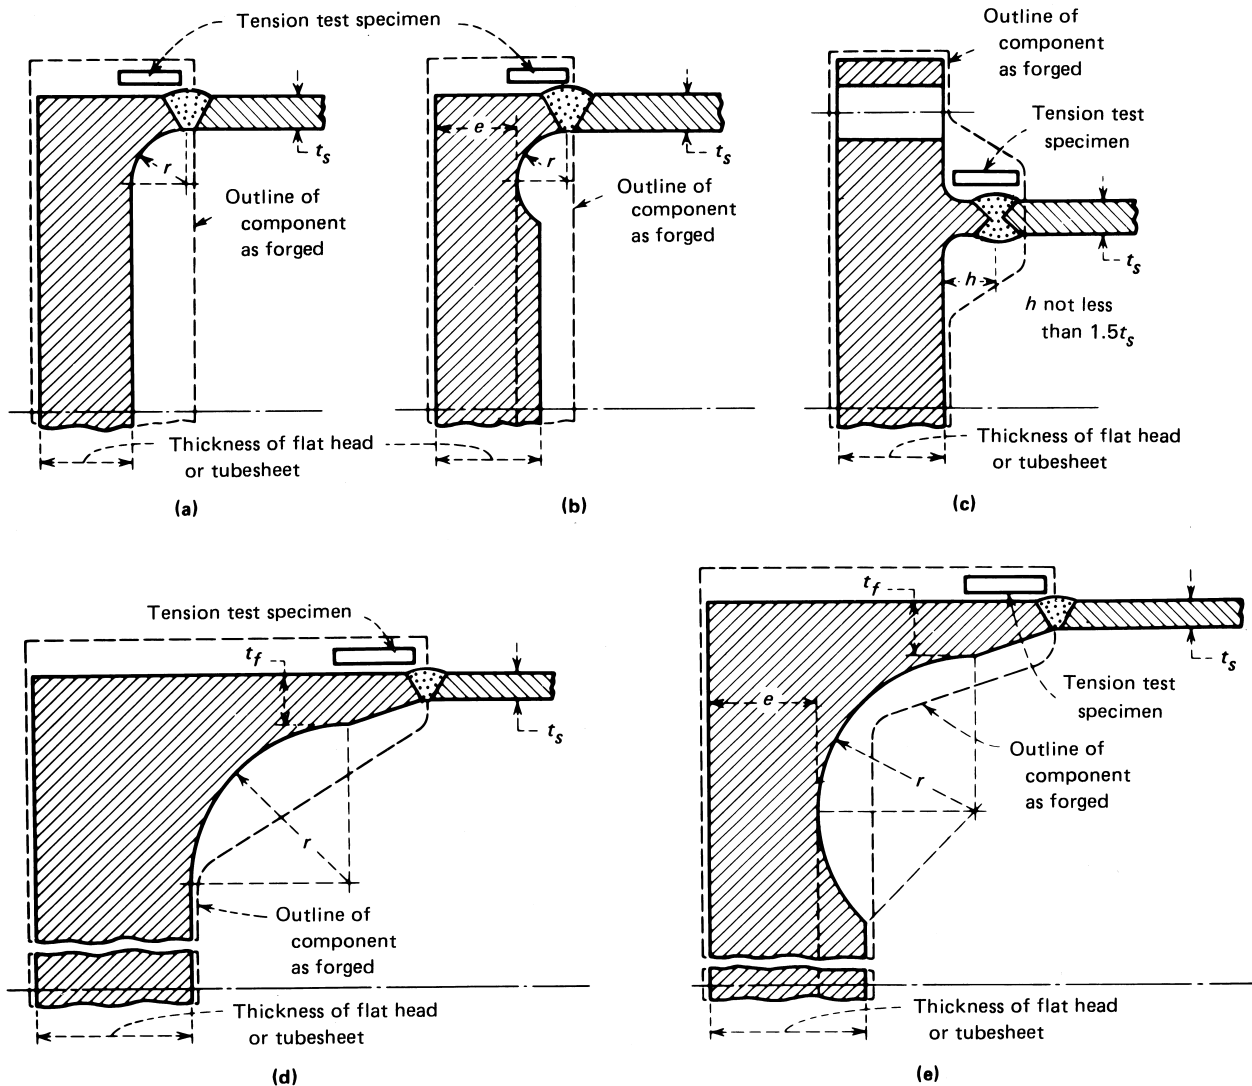 Tension test specimen
e
r
r
t_s
t_s
Outline of
component
as forged
Outline of
component
as forged
Thickness of flat head
or tubesheet
(a)
(b)
Outline of
component
as forged
Tension test
specimen
t_s
h
h not less
than 1.5t_s
Thickness of flat head
or tubesheet
(c)
Tension test specimen
t_f
t_s
r
Outline of
component
as forged
Thickness of flat head
or tubesheet
(d)
t_f
t_s
e
Tension test
specimen
r
Outline of
component
as forged
Thickness of flat head
or tubesheet
(e)